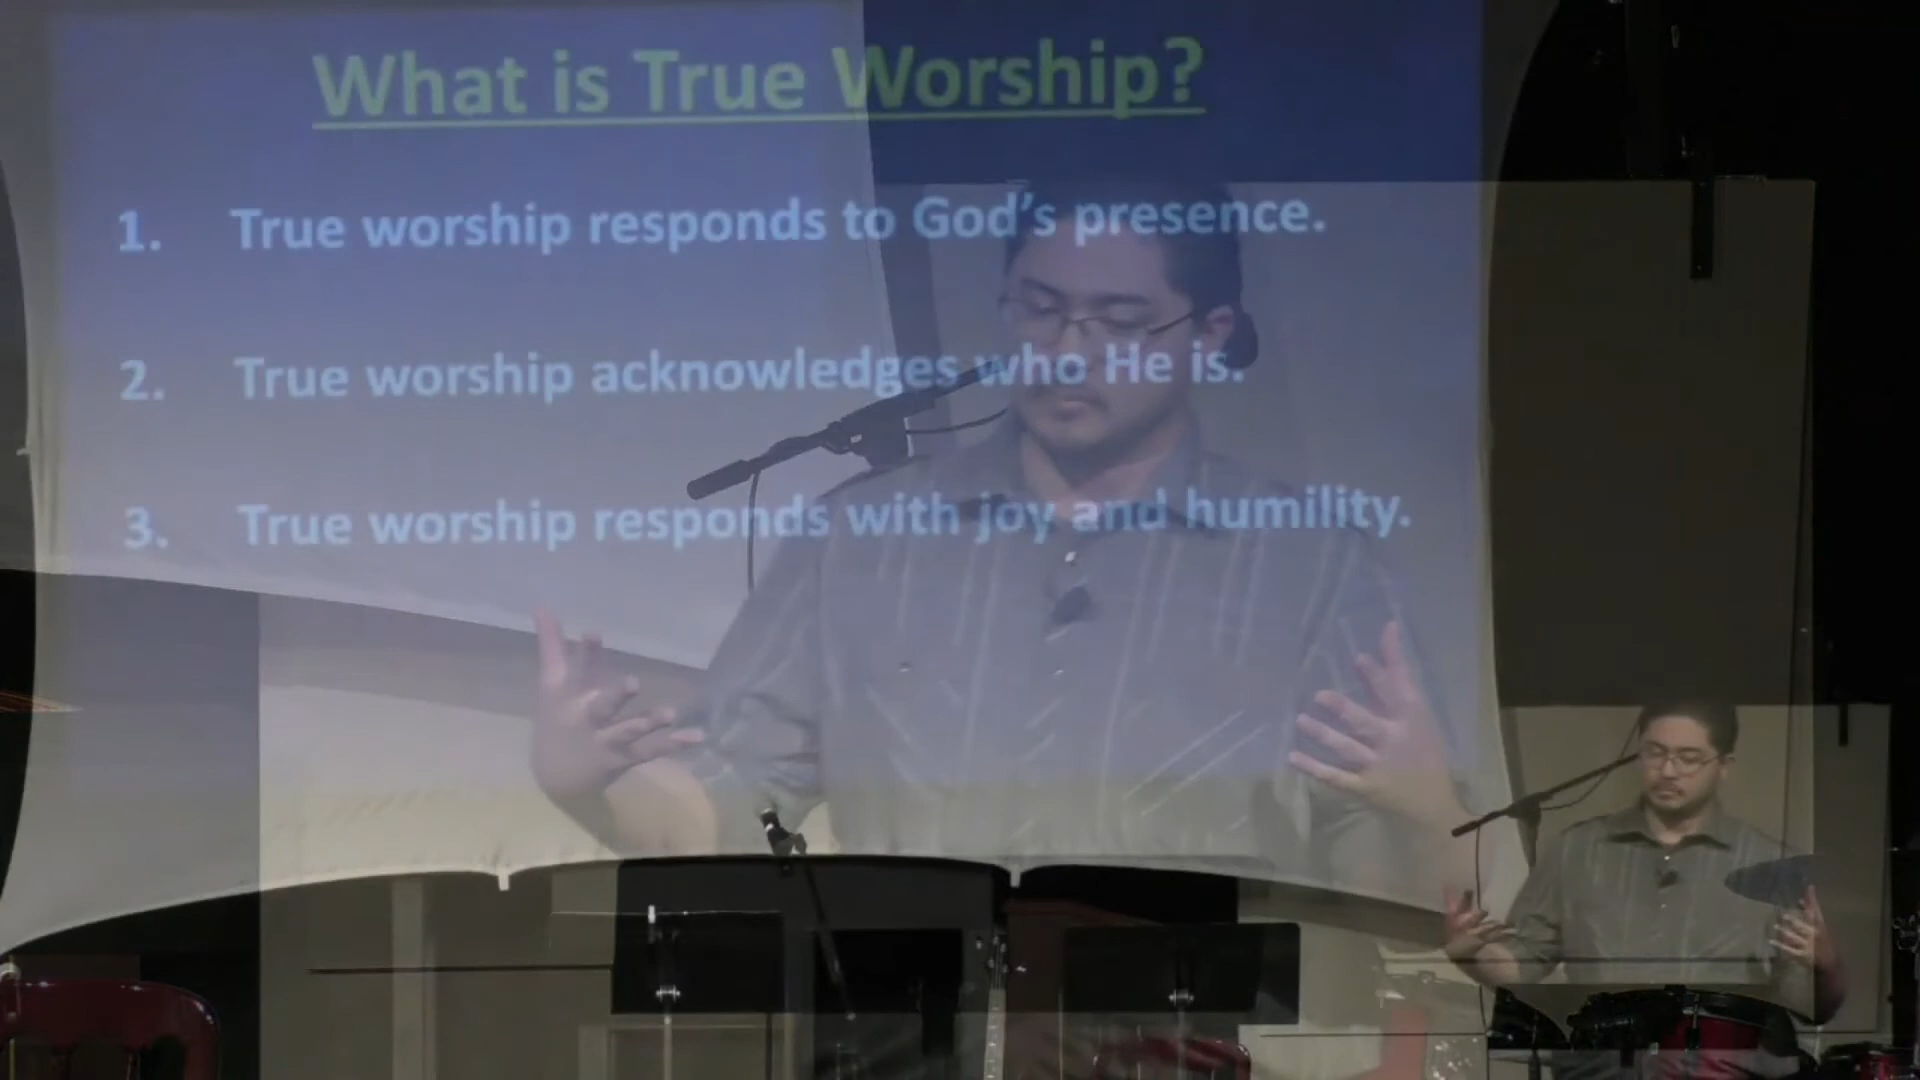 What is True Worship?
1. True worship responds to God's presence.
2. True worship acknowledges who He is.
3. True worship responds with joy and humility.